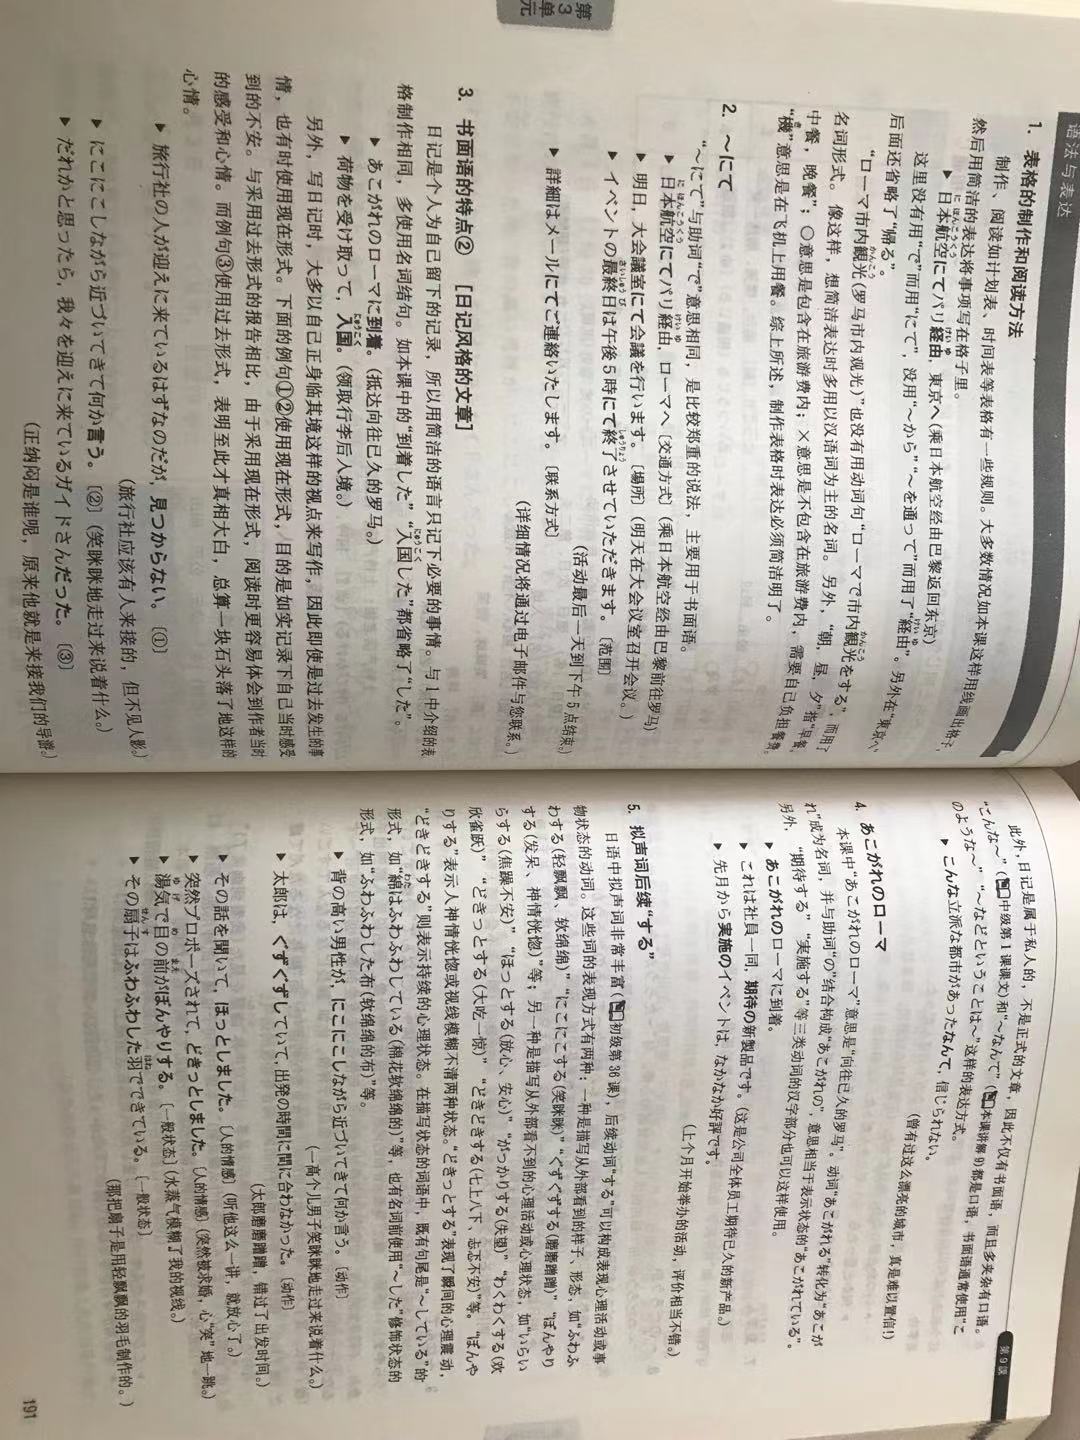 语法与表达
1. 表格的制作和阅读方法
制作、阅读如计划表、时间表等表格有一些规则。大多数情况如本课这样用线画出格子，
然后用简洁的表达将事项写在格子里。
▶ 日本航空にてパリ経由，東京へ(乘日本航空经由巴黎返回东京)
这里没有用“で”而用“にて”，没用“～から”“～を通って”而用了“経由”。另外在“東京へ”
后面还省略了“帰る”。
“ローマ市内観光(罗马市内观光)”也没有用动词句“ローマで市内観光をする”，而用了
名词形式。像这样，想简洁表达时多用以汉语词为主的名词。另外，“朝，昼，夕”指“早餐，
中餐，晚餐”；○意思是包含在旅游费内；×意思是不包含在旅游费内，需要自己负担餐费。
“機”意思是在飞机上用餐。综上所述，制作表格时表达必须简洁明了。
2. ～にて
“～にて”与助词“で”意思相同，是比较郑重的说法，主要用于书面语。
▶ 日本航空にてパリ経由，ローマへ〔交通方式〕(乘日本航空经由巴黎前往罗马)
▶ 明日，大会議室にて会議を行います。〔場所〕(明天在大会议室召开会议。)
▶ イベントの最終日は午後5時にて終了させていただきます。〔范围〕
(活动最后一天到下午5点结束。)
▶ 詳細はメールにてご連絡いたします。〔联系方式〕
(详细情况将通过电子邮件与您联系。)
3. 书面语的特点② [日记风格的文章]
日记是个人为自己留下的记录，所以用简洁的语言只记下必要的事情。与1中介绍的表
格制作相同，多使用名词结句。如本课中的“到着した”“入国した”都省略了“した”。
▶ あこがれのローマに到着。(抵达向往已久的罗马。)
▶ 荷物を受け取って，入国。(领取行李后入境。)
另外，写日记时，大多以自己正身临其境这样的视点来写作，因此即使是过去发生的事
情，也有时使用现在形式。下面的例句①②使用现在形式，目的是如实记录下自己当时感受
到的不安。与采用过去形式的报告相比，由于采用现在形式，阅读时更容易体会到作者当时
的感受和心情。而例句③使用过去形式，表明至此才真相大白，总算一块石头落了地这样的
心情。
▶ 旅行社の人が迎えに来ているはずなのだが，見つからない。〔①〕
(旅行社应该有人来接的，但不见人影。)
▶ にこにこしながら近づいてきて何か言う。〔②〕(笑眯眯地走过来说着什么。)
▶ だれかと思ったら，我々を迎えに来ているガイドさんだった。〔③〕
(正纳闷是谁呢，原来他就是来接我们的导游。)
第3单元
第9課
此外，日记是属于私人的，不是正式的文章，因此不仅有书面语，而且多夹杂有口语。
“こんな～”(中级第1课课文)和“～なんて”(本课讲解9)都是口语，书面语通常使用“こ
のような～”“～などということは～”这样的表达方式。
▶ こんな立派な都市があったなんて，信じられない。
(曾有过这么漂亮的城市，真是难以置信!)
4. あこがれのローマ
本课中“あこがれのローマ”意思是“向往已久的罗马”。动词“あこがれる”转化为“あこが
れ”成为名词，并与助词“の”结合构成“あこがれの”，意思相当于表示状态的“あこがれている”。
另外，“期待する”“実施する”等三类动词的汉字部分也可以这样使用。
▶ あこがれのローマに到着。
▶ これは社員一同，期待の新製品です。(这是公司全体员工期待已久的新产品。)
▶ 先月から実施のイベントは，なかなか好評です。
(上个月开始举办的活动，评价相当不错。)
5. 拟声词后续“する”
日语中拟声词非常丰富(初级第36课)，后续动词“する”可以构成表现心理活动或事
物状态的动词。这些词的表现方式有两种：一种是描写从外部看到的样子、形态，如“ふわふ
わする(轻飘飘、软绵绵)”“にこにこする(笑眯眯)”“ぐずぐずする(磨磨蹭蹭)”“ぼんやり
する(发呆、神情恍惚)”等；另一种是描写从外部看不到的心理活动或心理状态，如“いらい
らする(焦躁不安)”“ほっとする(放心、安心)”“がっかりする(失望)”“わくわくする(欢
欣雀跃)”“どきっとする(大吃一惊)”“どきどきする(七上八下、忐忑不安)”等。“ぼんや
りする”表示人神情恍惚或视线模糊不清两种状态。“どきっとする”表现了瞬间的心理震动，
“どきどきする”则表示持续的心理状态。在描写状态的词语中，既有句尾是“～している”的
形式，如“綿はふわふわしている(棉花软绵绵的)”等，也有名词前使用“～した”修饰状态的
形式，如“ふわふわした布(软绵绵的布)”等。
▶ 背の高い男性が，にこにこしながら近づいてきて何か言う。〔动作〕
(一高个儿男子笑眯眯地走过来说着什么。)
▶ 太郎は，ぐずぐずしていて，出発の時間に間に合わなかった。〔动作〕
(太郎磨磨蹭蹭，错过了出发时间。)
▶ その話を聞いて，ほっとしました。〔人的情感〕(听他这么一讲，就放心了。)
▶ 突然プロポーズされて，どきっとしました。〔人的情感〕(突然被求婚，心“突”地一跳。)
▶ 湯気で目の前がぼんやりする。〔一般状态〕(水蒸气模糊了我的视线。)
▶ その扇子はふわふわした羽でできている。〔一般状态〕
(那把扇子是用轻飘飘的羽毛制作的。)
191